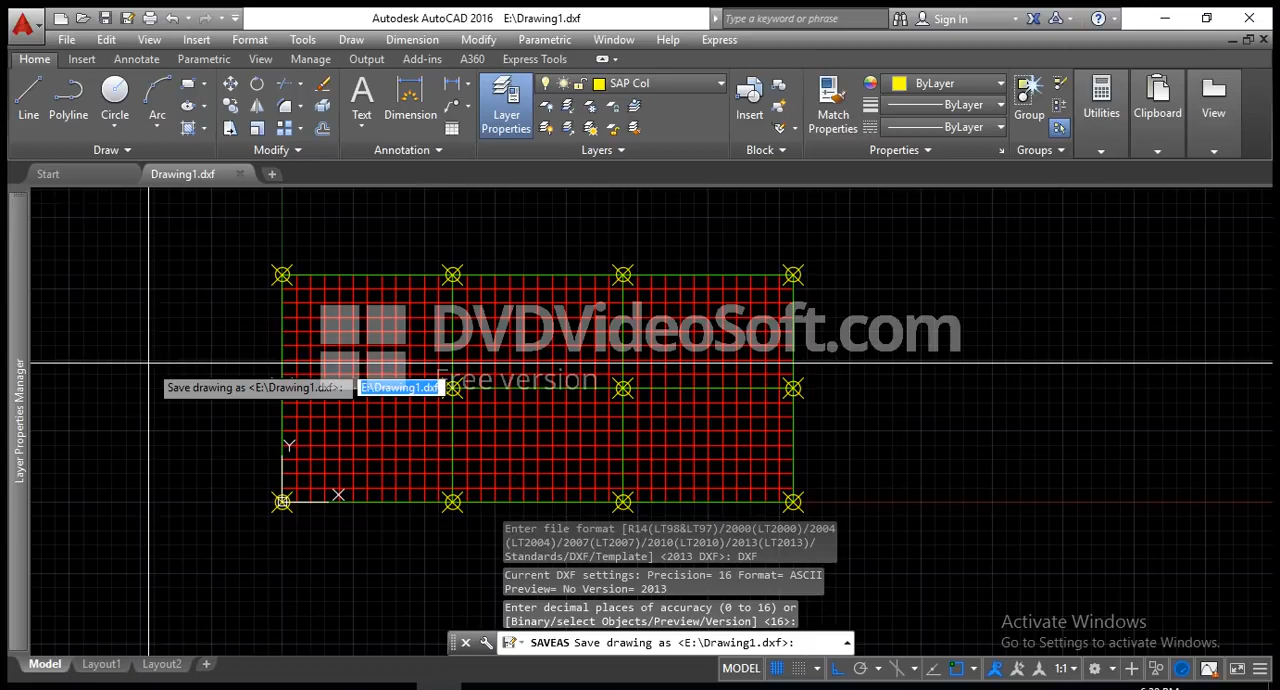 Autodesk AutoCAD 2016 E:\Drawing1.dxf
Type a keyword or phrase
Sign In
File Edit View Insert Format Tools Draw Dimension Modify Parametric Window Help Express
Home Insert Annotate Parametric View Manage Output Add-ins A360 Express Tools
SAP Col
ByLayer
ByLayer
ByLayer
Line Polyline Circle Arc
Text Dimension
Layer
Properties
Insert
Match
Properties
Group
Utilities
Clipboard
View
Draw Modify Annotation Layers Block Properties Groups
Start Drawing1.dxf
Layer Properties Manager
DVDVideoSoft.com
Free version
Save drawing as <E:\Drawing1.dxf>: E:\Drawing1.dxf
Y
X
Enter file format [R14(LT98&LT97)/2000(LT2000)/2004
(LT2004)/2007(LT2007)/2010(LT2010)/2013(LT2013)/
Standards/DXF/Template] <2013 DXF>: DXF
Current DXF settings: Precision= 16 Format= ASCII
Preview= No Version= 2013
Enter decimal places of accuracy (0 to 16) or
[Binary/select Objects/Preview/Version] <16>:
SAVEAS Save drawing as <E:\Drawing1.dxf>:
Activate Windows
Go to Settings to activate Windows.
Model Layout1 Layout2
MODEL
1:1